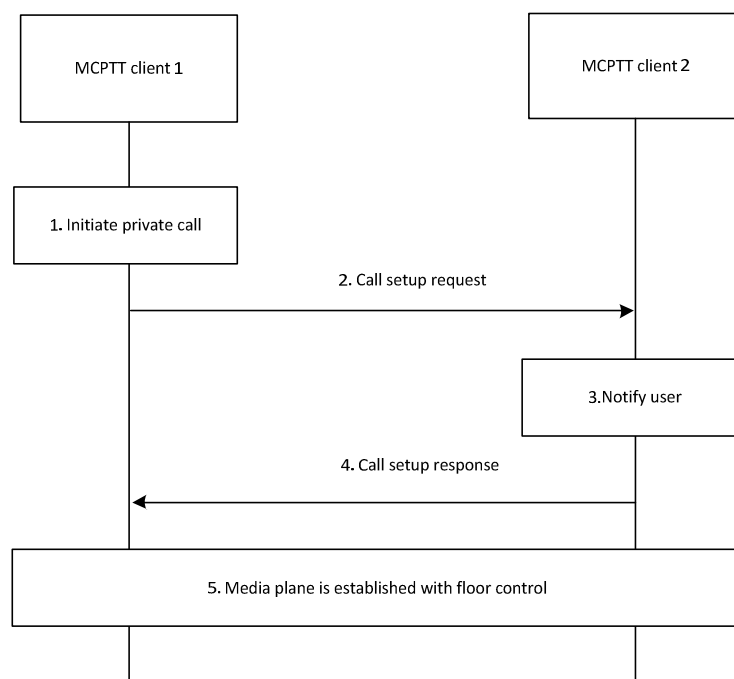 MCPTT client 1
MCPTT client 2
1. Initiate private call
2. Call setup request
3.Notify user
4. Call setup response
5. Media plane is established with floor control